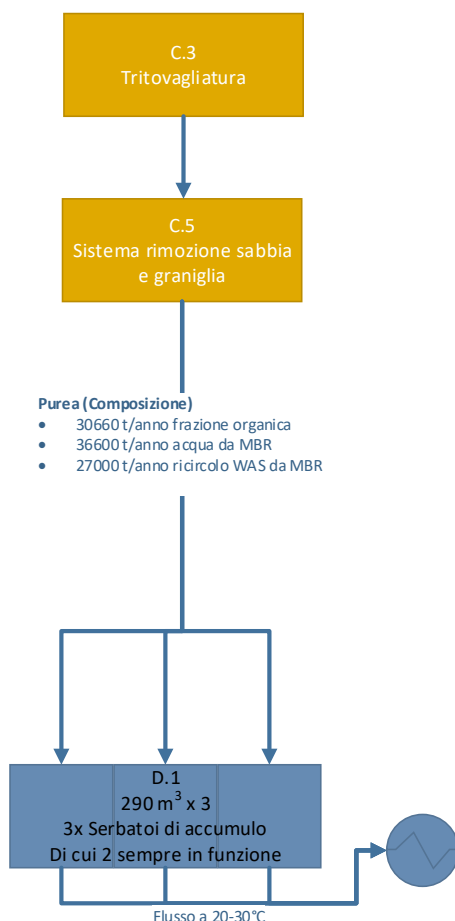 C.3
Tritovagliatura
C.5
Sistema rimozione sabbia
e graniglia
Purea (Composizione)
• 30660 t/anno frazione organica
• 36600 t/anno acqua da MBR
• 27000 t/anno ricircolo WAS da MBR
D.1
290 m³ x 3
3x Serbatoi di accumulo
Di cui 2 sempre in funzione
Flusso a 20-30°C